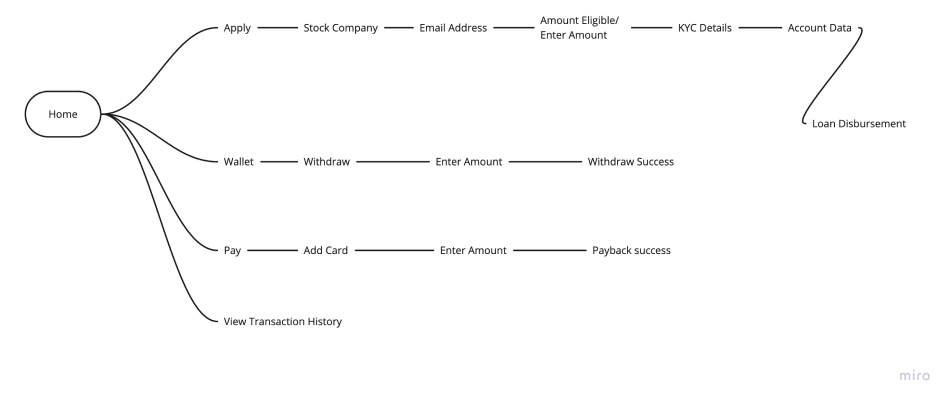 Apply
Stock Company
Email Address
Amount Eligible/
Enter Amount
KYC Details
Account Data
Home
Loan Disbursement
Wallet
Withdraw
Enter Amount
Withdraw Success
Pay
Add Card
Enter Amount
Payback success
View Transaction History
miro